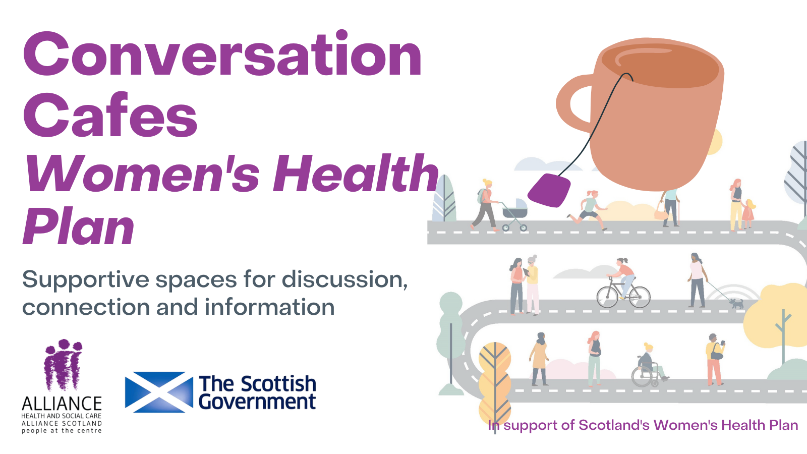 Conversation
Cafes
Women's Health
Plan
Supportive spaces for discussion,
connection and information
ALLIANCE
HEALTH AND SOCIAL CARE
ALLIANCE SCOTLAND
people at the centre
The Scottish
Government
In support of Scotland's Women's Health Plan